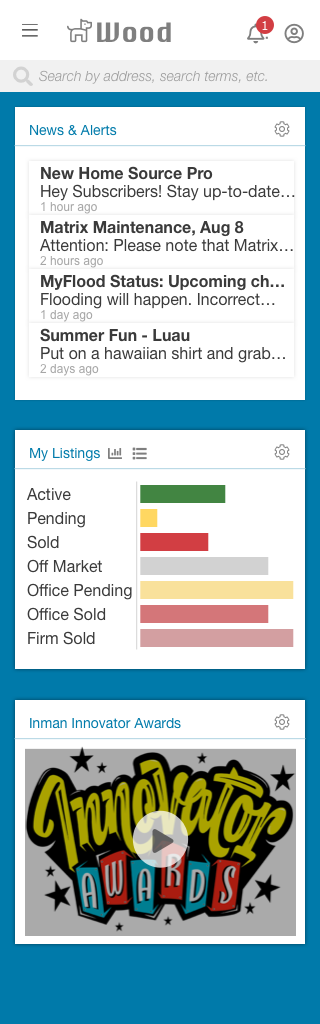 Wood
1
Search by address, search terms, etc.
News & Alerts
New Home Source Pro
Hey Subscribers! Stay up-to-date…
1 hour ago
Matrix Maintenance, Aug 8
Attention: Please note that Matrix…
2 hours ago
MyFlood Status: Upcoming ch…
Flooding will happen. Incorrect…
1 day ago
Summer Fun - Luau
Put on a hawaiian shirt and grab…
2 days ago
My Listings
Active
Pending
Sold
Off Market
Office Pending
Office Sold
Firm Sold
Inman Innovator Awards
Innovator
AWARDS